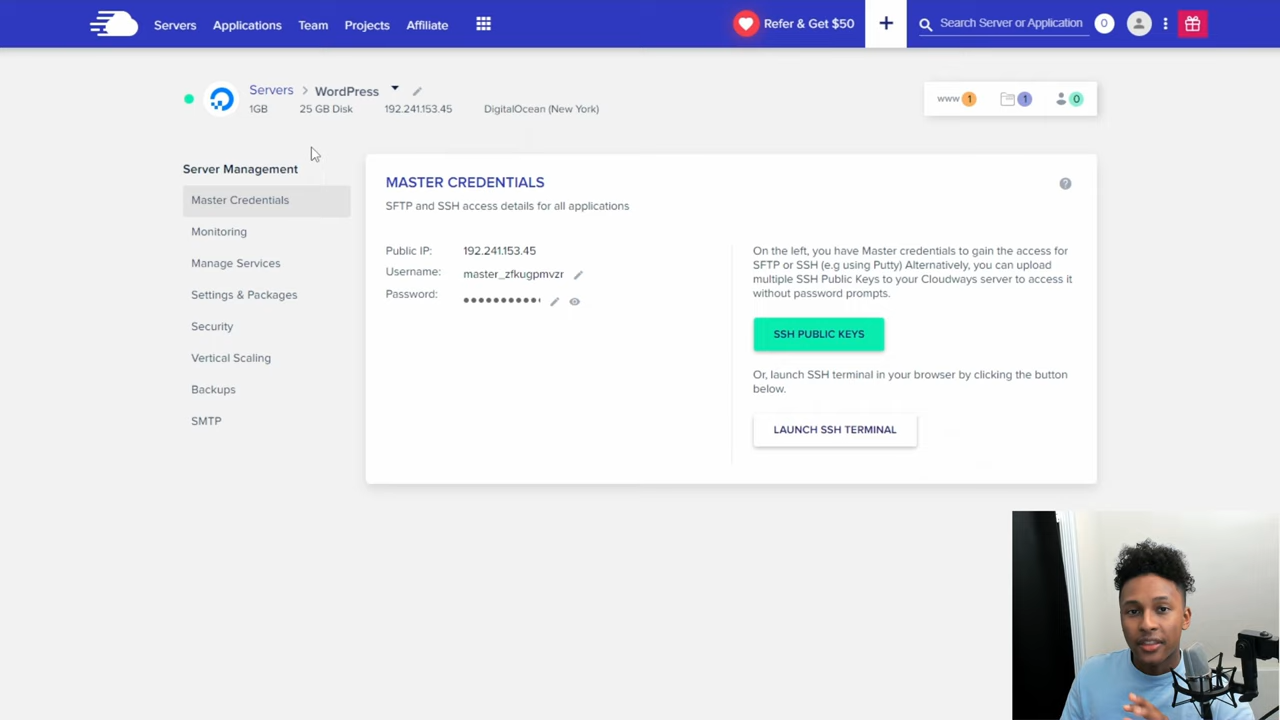 Servers Applications Team Projects Affiliate Refer & Get $50 + Search Server or Application 0
Servers > WordPress
1GB 25 GB Disk 192.241.153.45 DigitalOcean (New York)
www 1 1 0
Server Management
Master Credentials
Monitoring
Manage Services
Settings & Packages
Security
Vertical Scaling
Backups
SMTP
MASTER CREDENTIALS
?
SFTP and SSH access details for all applications
Public IP: 192.241.153.45
Username: master_zfkugpmvzr
Password:
On the left, you have Master credentials to gain the access for
SFTP or SSH (e.g using Putty) Alternatively, you can upload
multiple SSH Public Keys to your Cloudways server to access it
without password prompts.
SSH PUBLIC KEYS
Or, launch SSH terminal in your browser by clicking the button
below.
LAUNCH SSH TERMINAL